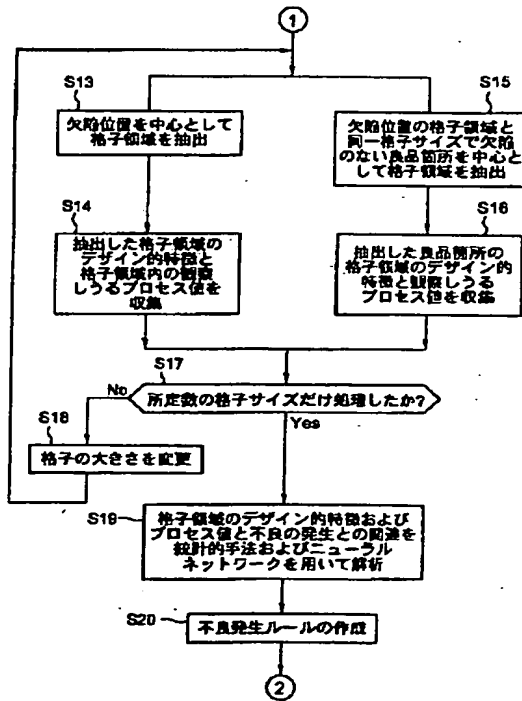 1
S13
欠陥位置を中心として
格子領域を抽出
S15
欠陥位置の格子領域と
同一格子サイズで欠陥
のない良品箇所を中心と
して格子領域を抽出
S14
抽出した格子領域の
デザイン的特徴と
格子領域内の観察
しうるプロセス値を
収集
S16
抽出した良品箇所の
格子領域のデザイン的
特徴と観察しうる
プロセス値を収集
S17
所定数の格子サイズだけ処理したか?
No
Yes
S18
格子の大きさを変更
S19
格子領域のデザイン的特徴および
プロセス値と不良の発生との関連を
統計的手法およびニューラル
ネットワークを用いて解析
S20
不良発生ルールの作成
2